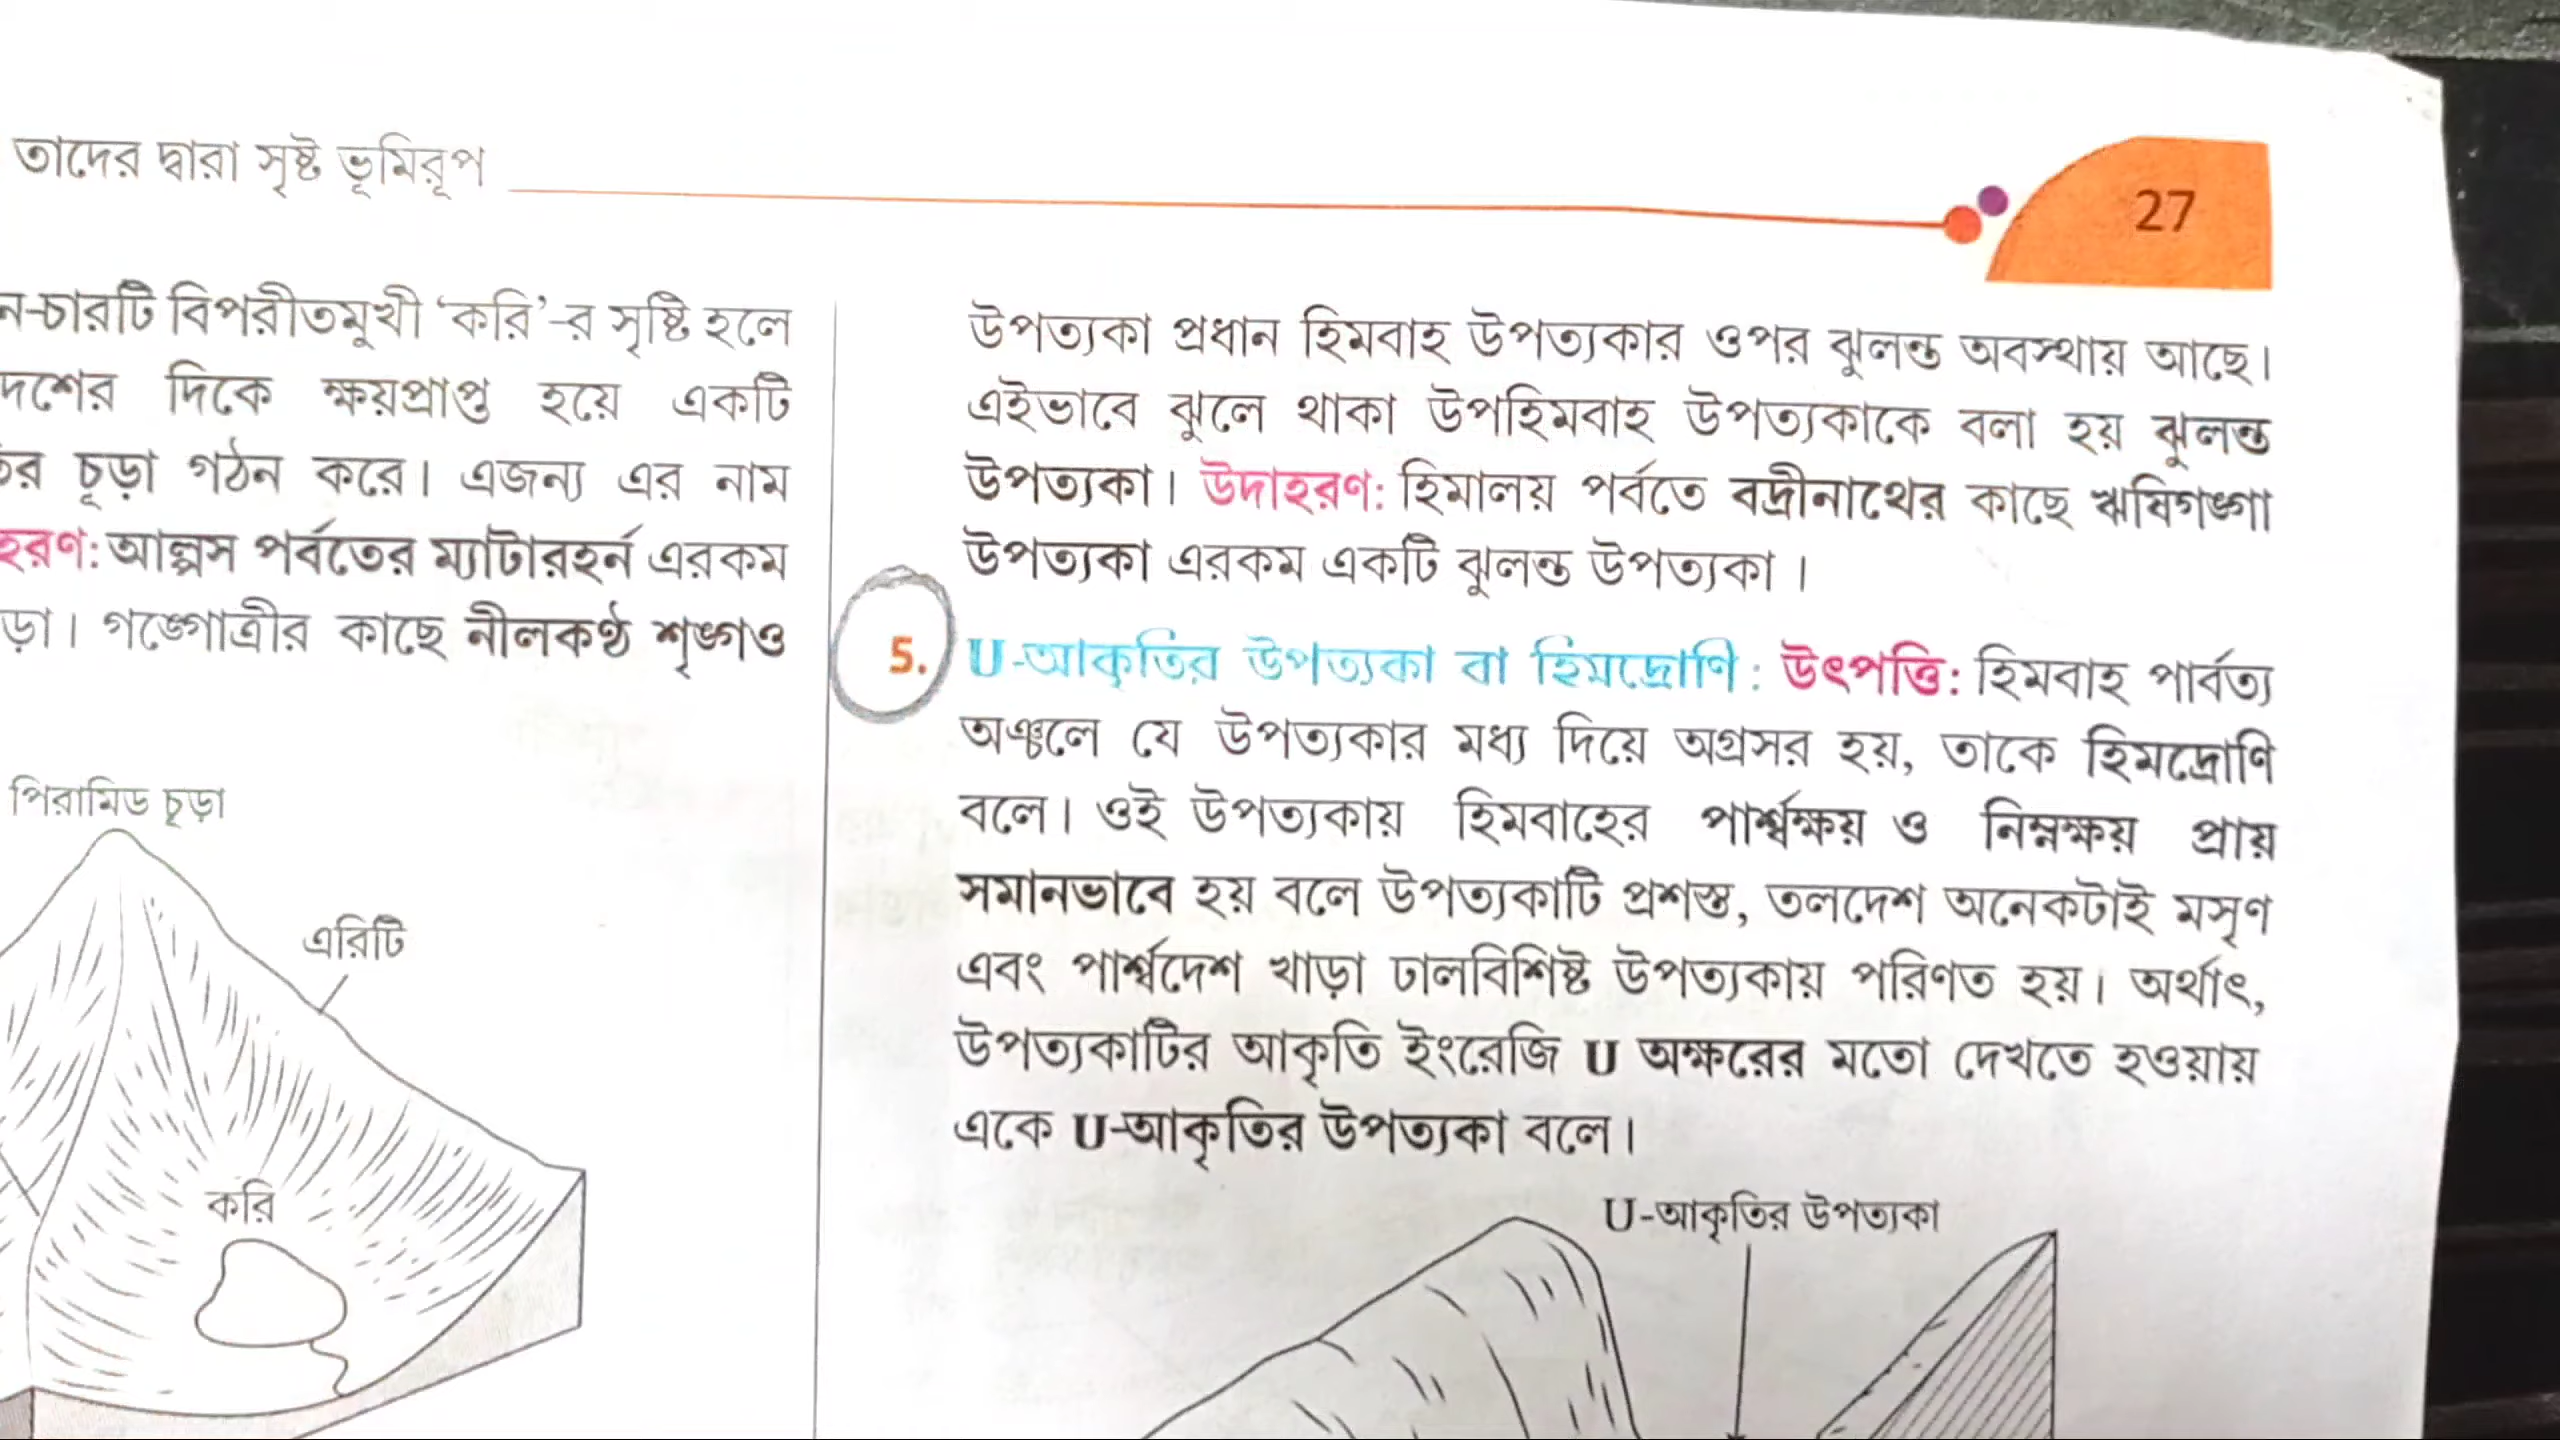 তাদের দ্বারা সৃষ্ট ভূমিরূপ
27
ন-চারটি বিপরীতমুখী ‘করি’-র সৃষ্টি হলে
দেশের দিকে ক্ষয়প্রাপ্ত হয়ে একটি
চূড়া গঠন করে। এজন্য এর নাম
হরণ: আল্পস পর্বতের ম্যাটারহর্ন এরকম
ড়া। গঙ্গোত্রীর কাছে নীলকণ্ঠ শৃঙ্গও
পিরামিড চূড়া
এরিটি
করি
উপত্যকা প্রধান হিমবাহ উপত্যকার ওপর ঝুলন্ত অবস্থায় আছে।
এইভাবে ঝুলে থাকা উপহিমবাহ উপত্যকাকে বলা হয় ঝুলন্ত
উপত্যকা। উদাহরণ: হিমালয় পর্বতে বদ্রীনাথের কাছে ঋষিগঙ্গা
উপত্যকা এরকম একটি ঝুলন্ত উপত্যকা।
5. U-আকৃতির উপত্যকা বা হিমদ্রোণি: উৎপত্তি: হিমবাহ পার্বত্য
অঞ্চলে যে উপত্যকার মধ্য দিয়ে অগ্রসর হয়, তাকে হিমদ্রোণি
বলে। ওই উপত্যকায় হিমবাহের পার্শ্বক্ষয় ও নিম্নক্ষয় প্রায়
সমানভাবে হয় বলে উপত্যকাটি প্রশস্ত, তলদেশ অনেকটাই মসৃণ
এবং পার্শ্বদেশ খাড়া ঢালবিশিষ্ট উপত্যকায় পরিণত হয়। অর্থাৎ,
উপত্যকাটির আকৃতি ইংরেজি U অক্ষরের মতো দেখতে হওয়ায়
একে U-আকৃতির উপত্যকা বলে।
U-আকৃতির উপত্যকা